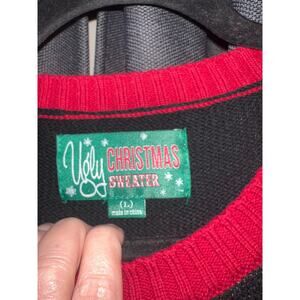 Ugly CHRISTMAS
SWEATER
(L)
made in china